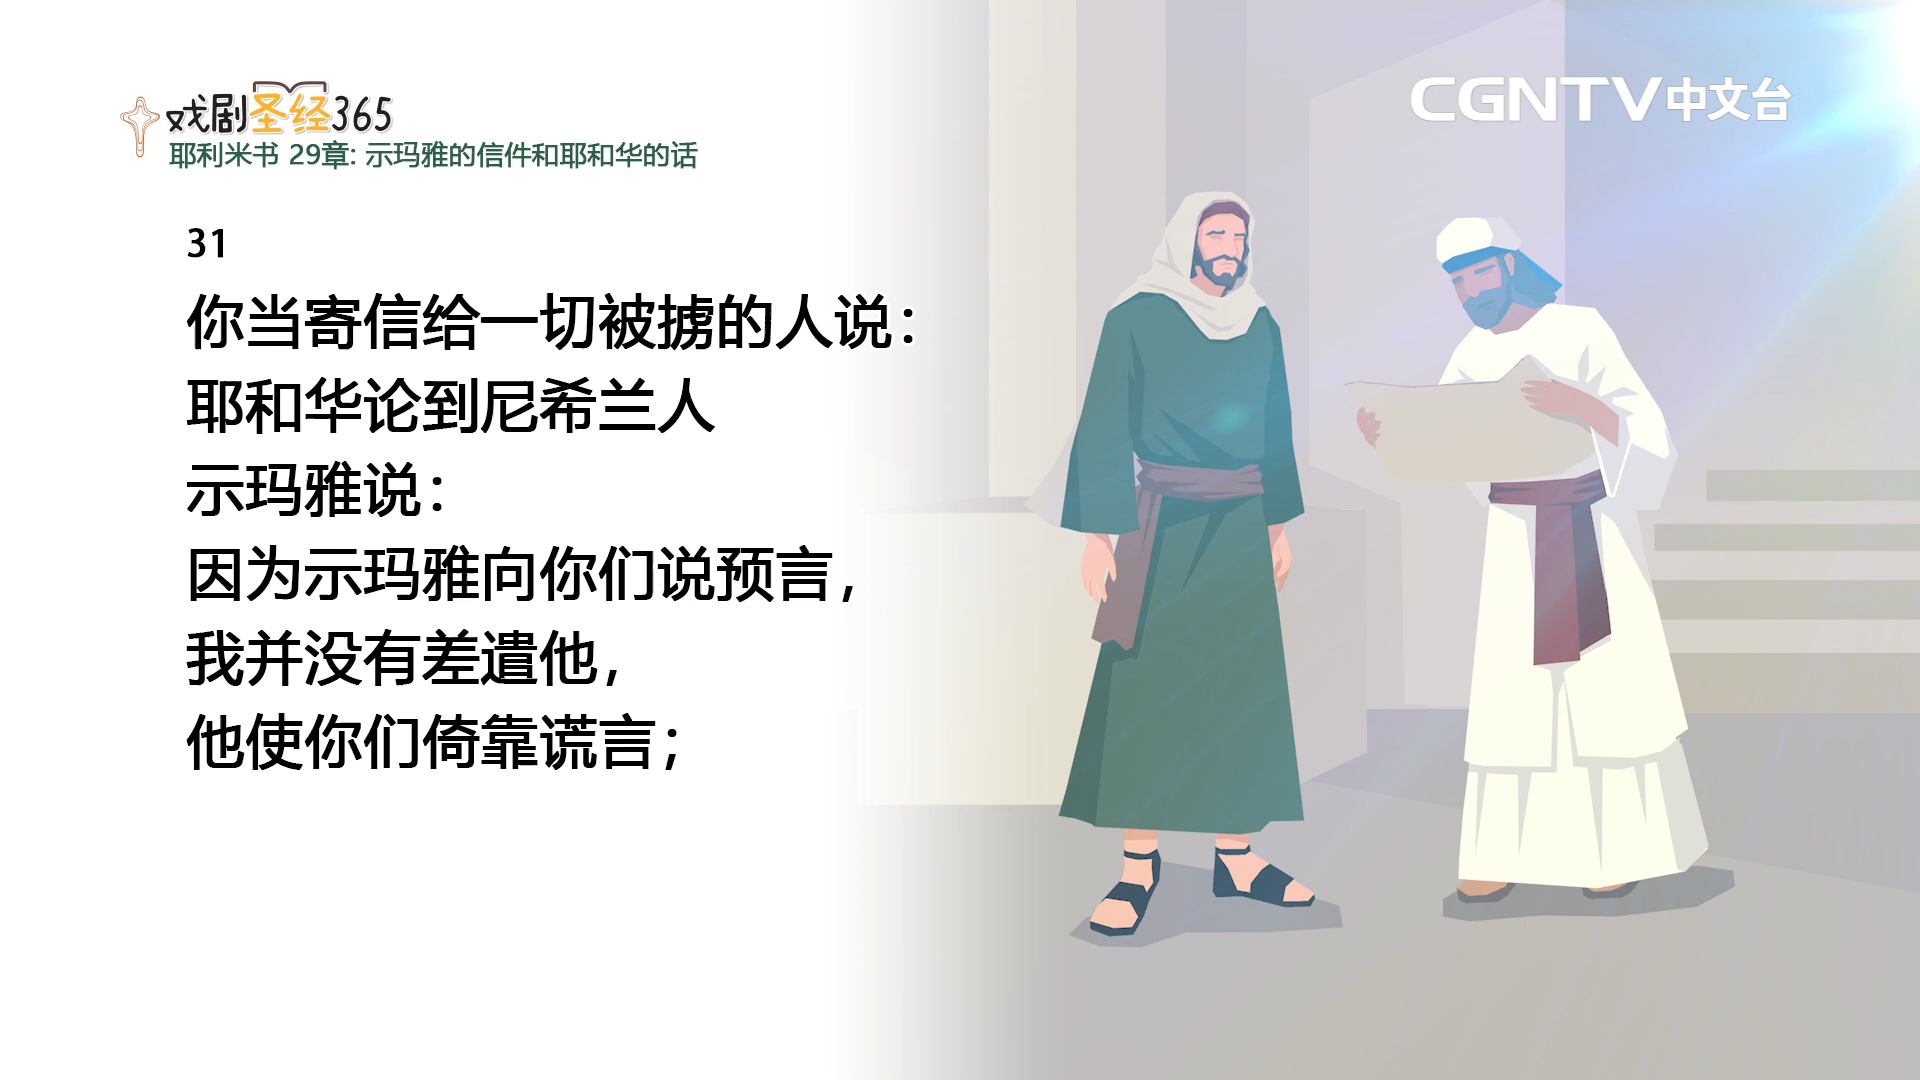 戏剧圣经365
CGNTV中文台
耶利米书 29章: 示玛雅的信件和耶和华的话
31
你当寄信给一切被掳的人说：
耶和华论到尼希兰人
示玛雅说：
因为示玛雅向你们说预言，
我并没有差遣他，
他使你们倚靠谎言；